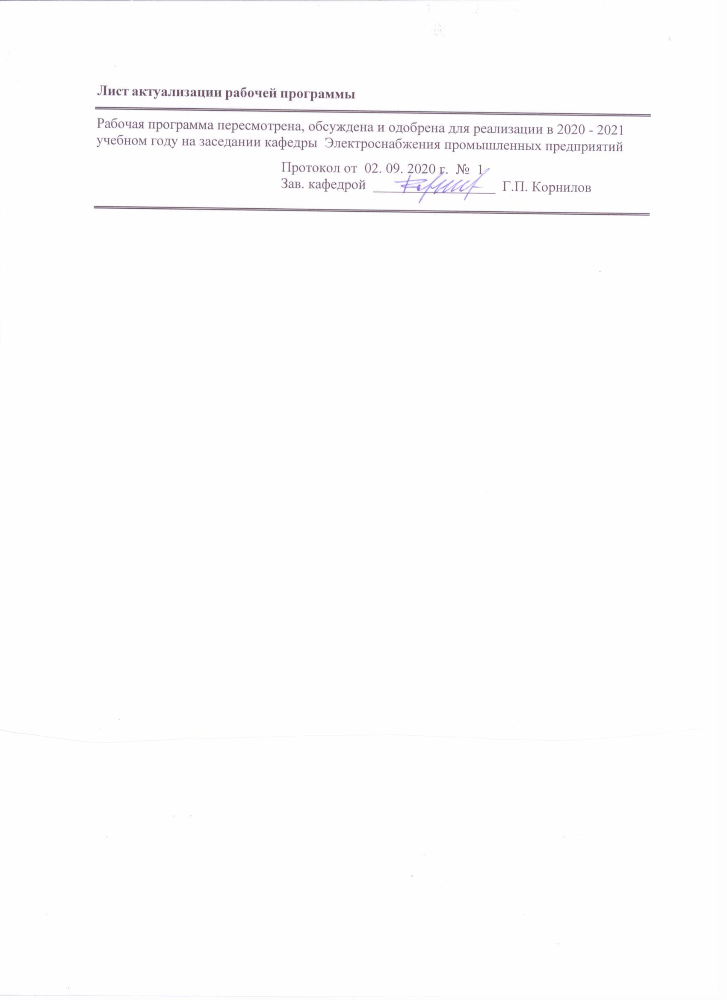 Лист актуализации рабочей программы
Рабочая программа пересмотрена, обсуждена и одобрена для реализации в 2020 - 2021
учебном году на заседании кафедры Электроснабжения промышленных предприятий
Протокол от 02. 09. 2020 г. № 1
Зав. кафедрой ________________ Г.П. Корнилов